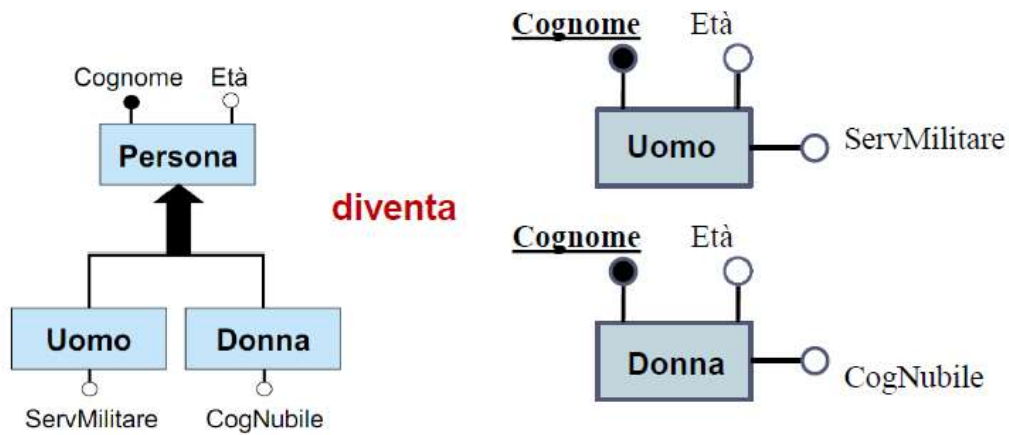 Cognome Età
Persona
Uomo Donna
ServMilitare CogNubile
diventa
Cognome Età
Uomo ServMilitare
Cognome Età
Donna CogNubile